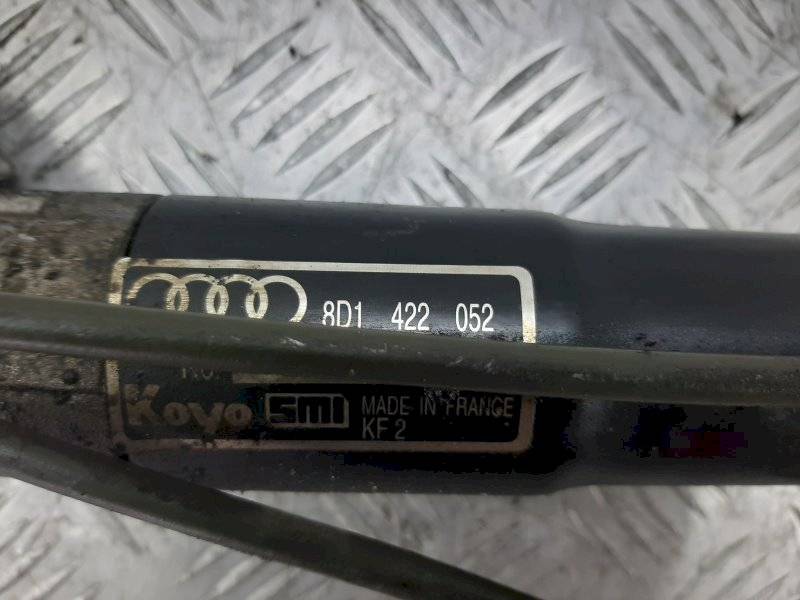 8D1 422 052
Koyo SMI MADE IN FRANCE
KF 2